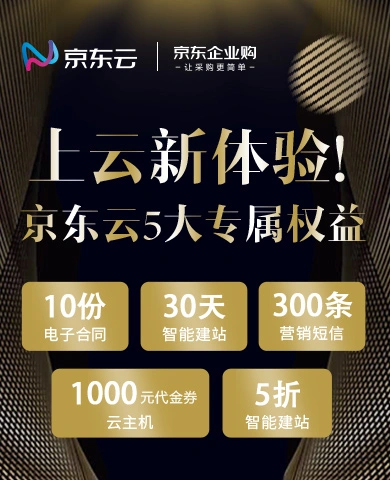 京东云
京东企业购
让采购更简单
上云新体验!
京东云5大专属权益
10份
电子合同
30天
智能建站
300条
营销短信
1000元代金券
云主机
5折
智能建站